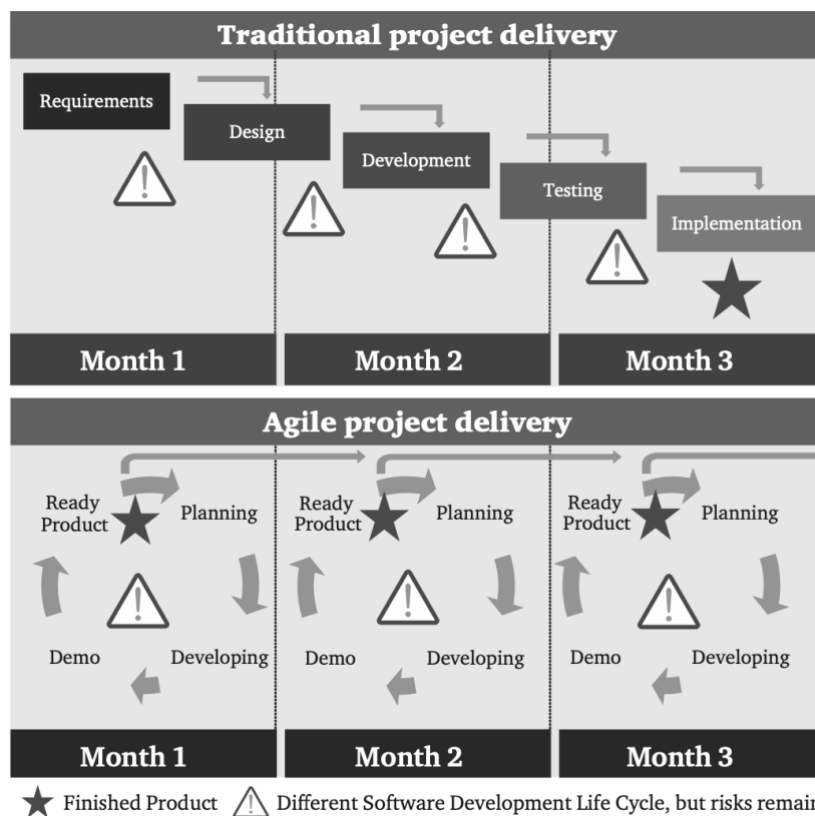 Traditional project delivery
Requirements
Design
Development
Testing
Implementation
Month 1
Month 2
Month 3
Agile project delivery
Ready
Product
Planning
Developing
Demo
Ready
Product
Planning
Developing
Demo
Ready
Product
Planning
Developing
Demo
Month 1
Month 2
Month 3
Finished Product
Different Software Development Life Cycle, but risks remain